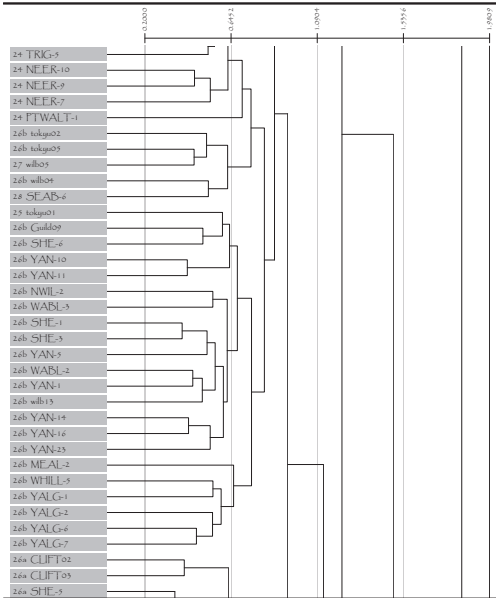 0.2000
0.6452
1.0904
1.5356
1.9809
24 TRIG-5
24 NEER-10
24 NEER-9
24 NEER-7
24 PTWALT-1
26b tokyu02
26b tokyu05
27 wilb05
26b wilb04
28 SEAB-6
25 tokyu01
26b Guild09
26b SHE-6
26b YAN-10
26b YAN-11
26b NWIL-2
26b WABL-3
26b SHE-1
26b SHE-3
26b YAN-5
26b WABL-2
26b YAN-1
26b wilb13
26b YAN-14
26b YAN-16
26b YAN-23
26b MEAL-2
26b WHILL-5
26b YALG-1
26b YALG-2
26b YALG-6
26b YALG-7
26a CLIFT02
26a CLIFT03
26a SHE-5